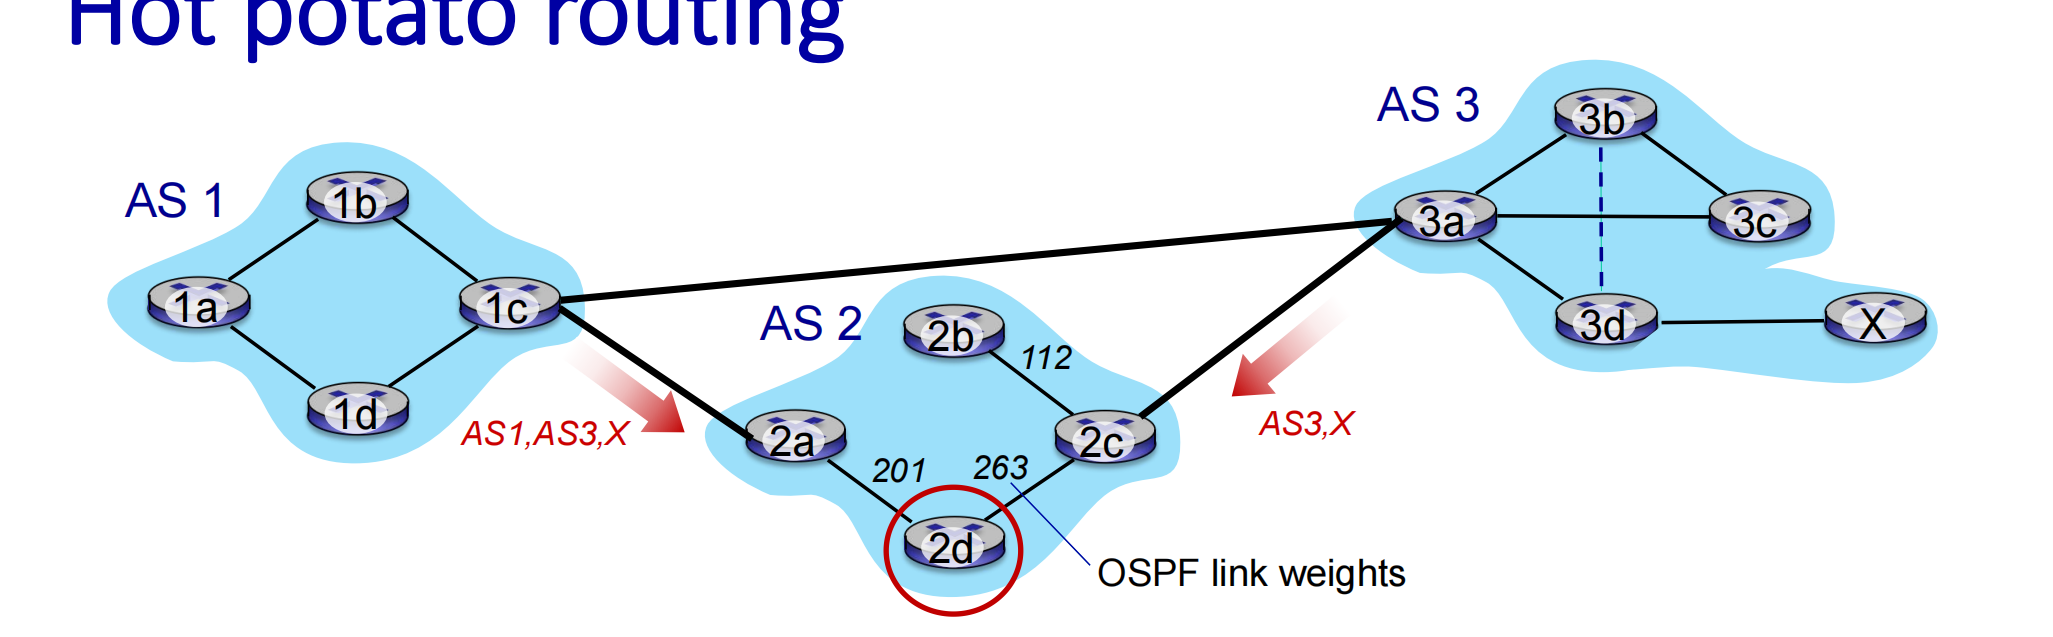 Hot potato routing
AS 3
3b
AS 1
1b
3a
3c
1a
1c
AS 2
2b
3d
X
112
1d
AS1,AS3,X
AS3,X
2a
2c
201
263
2d
OSPF link weights